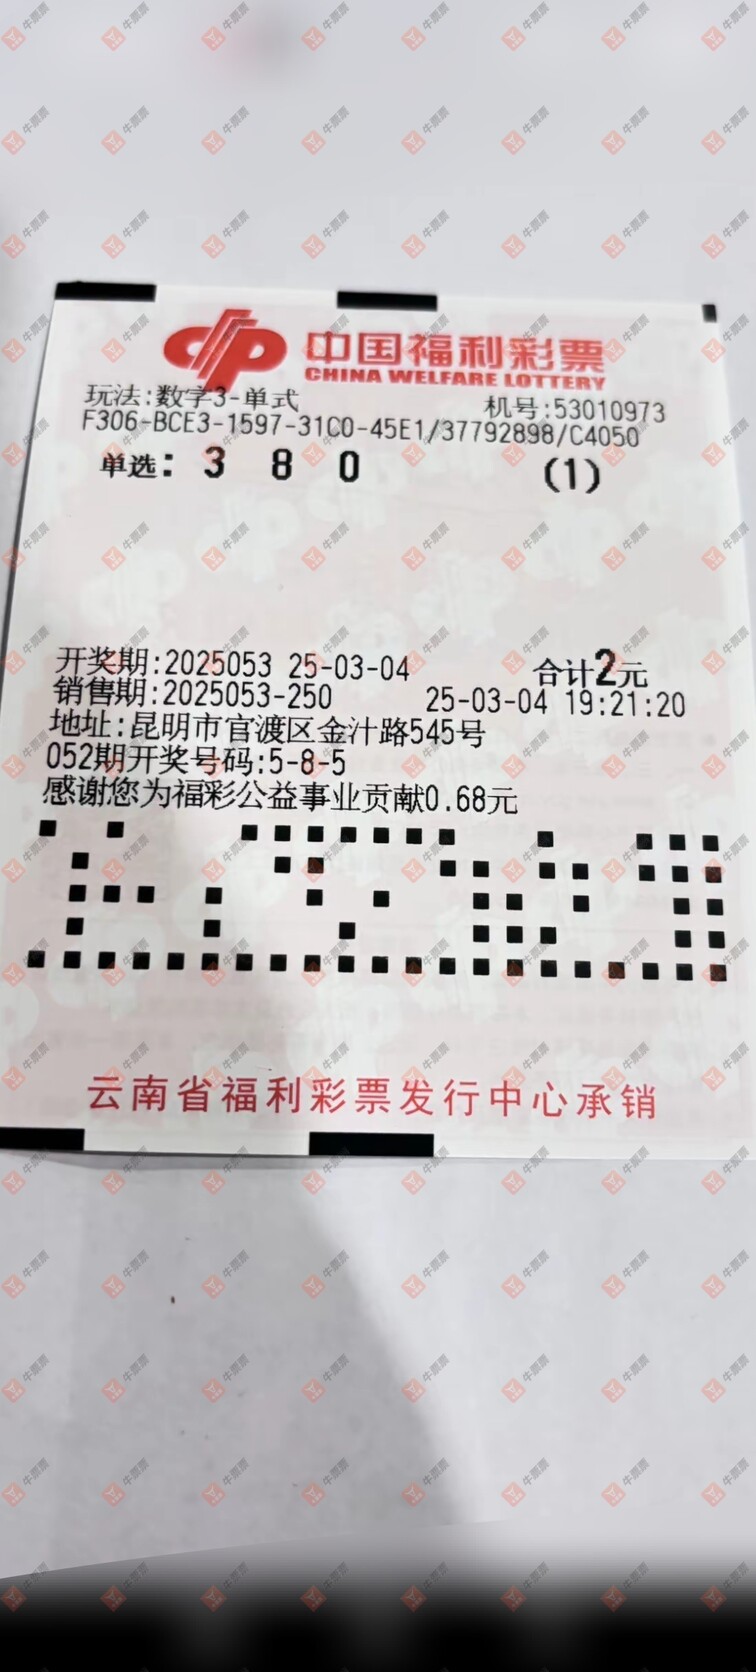 中国福利彩票
CHINA WELFARE LOTTERY
玩法:数字3-单式 机号:53010973
F306-BCE3-1597-31C0-45E1/37792898/C4050
单选: 3 8 0 (1)
开奖期:2025053 25-03-04 合计2元
销售期:2025053-250 25-03-04 19:21:20
地址:昆明市官渡区金汁路545号
052期开奖号码:5-8-5
感谢您为福彩公益事业贡献0.68元
云南省福利彩票发行中心承销
牛票票